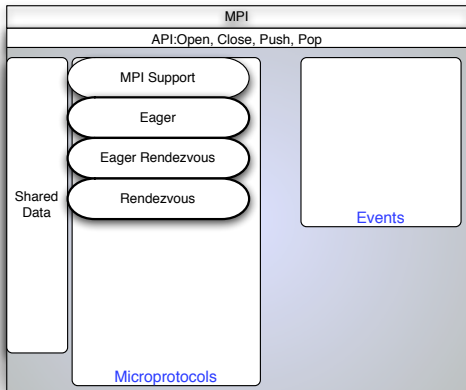 MPI
API:Open, Close, Push, Pop
MPI Support
Eager
Eager Rendezvous
Rendezvous
Shared
Data
Events
Microprotocols